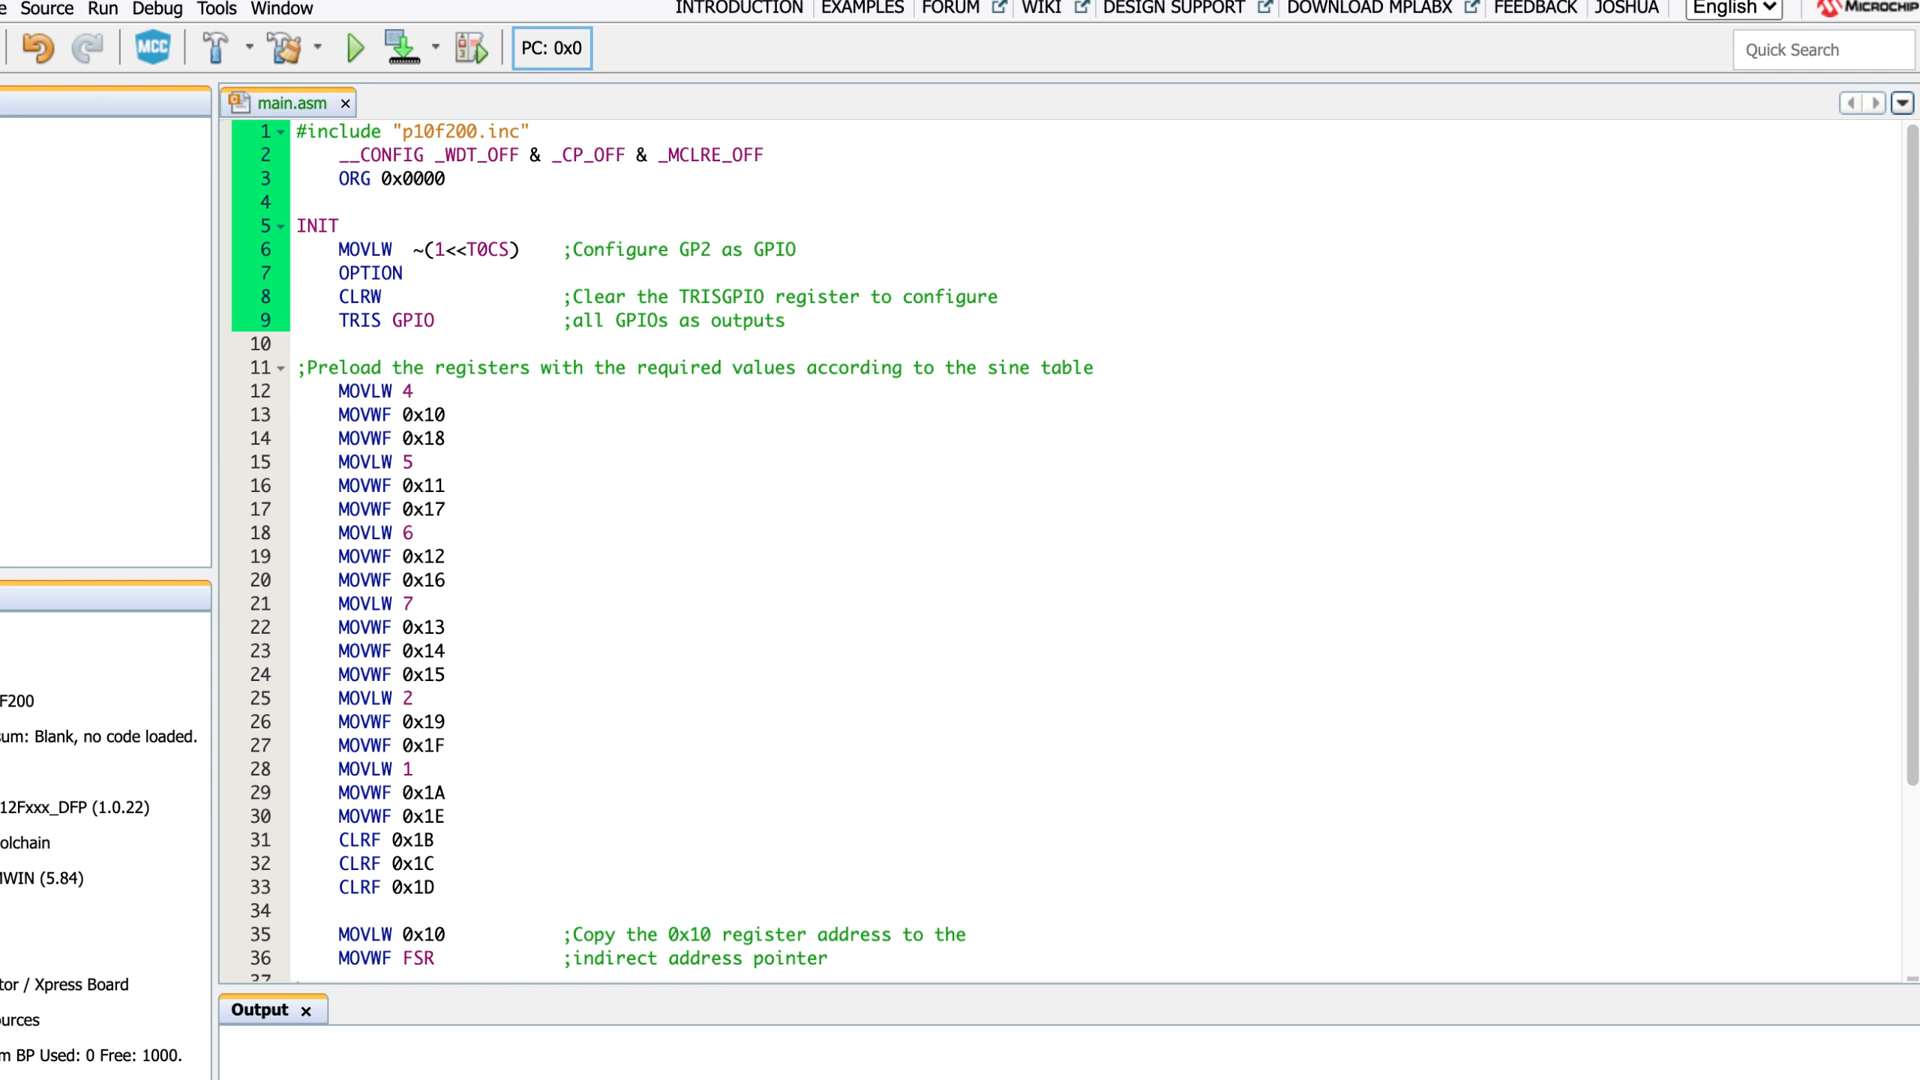 Source Run Debug Tools Window INTRODUCTION EXAMPLES FORUM WIKI DESIGN SUPPORT DOWNLOAD MPLABX FEEDBACK JOSHUA English MICROCHIP
MCC PC: 0x0 Quick Search
main.asm
1 #include "p10f200.inc"
2 __CONFIG _WDT_OFF & _CP_OFF & _MCLRE_OFF
3 ORG 0x0000
4
5 INIT
6 MOVLW ~(1<<T0CS) ;Configure GP2 as GPIO
7 OPTION
8 CLRW ;Clear the TRISGPIO register to configure
9 TRIS GPIO ;all GPIOs as outputs
10
11 ;Preload the registers with the required values according to the sine table
12 MOVLW 4
13 MOVWF 0x10
14 MOVWF 0x18
15 MOVLW 5
16 MOVWF 0x11
17 MOVWF 0x17
18 MOVLW 6
19 MOVWF 0x12
20 MOVWF 0x16
21 MOVLW 7
22 MOVWF 0x13
23 MOVWF 0x14
24 MOVWF 0x15
25 MOVLW 2
26 MOVWF 0x19
27 MOVWF 0x1F
28 MOVLW 1
29 MOVWF 0x1A
30 MOVWF 0x1E
31 CLRF 0x1B
32 CLRF 0x1C
33 CLRF 0x1D
34
35 MOVLW 0x10 ;Copy the 0x10 register address to the
36 MOVWF FSR ;indirect address pointer
37
F200
sum: Blank, no code loaded.
12Fxxx_DFP (1.0.22)
olchain
MWIN (5.84)
tor / Xpress Board
ources
m BP Used: 0 Free: 1000.
Output